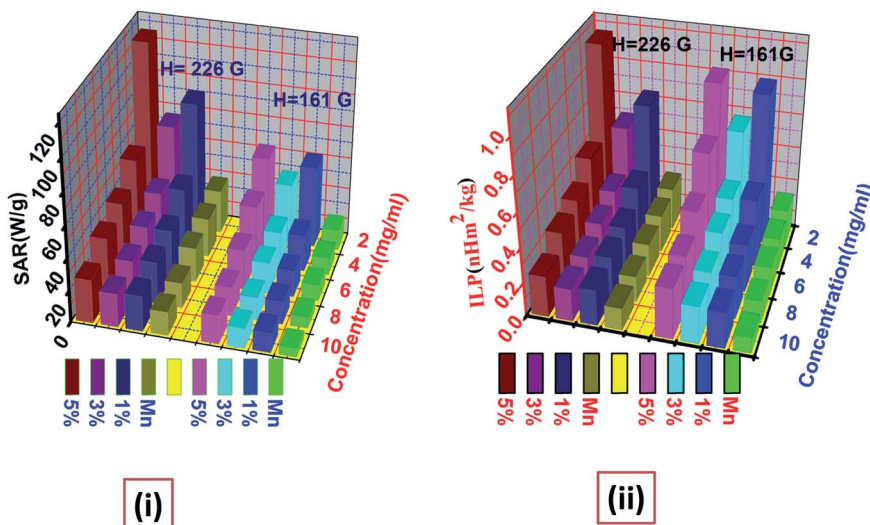 H= 226 G
H=161 G
SAR(W/g)
120
100
80
60
40
20
0
2
4
6
8
10
Concentration(mg/ml)
5%
3%
1%
Mn
5%
3%
1%
Mn
(i)
H=226 G
H=161G
ILP(nHm²/kg)
1.0
0.8
0.6
0.4
0.2
0.0
2
4
6
8
10
Concentration(mg/ml)
5%
3%
1%
Mn
5%
3%
1%
Mn
(ii)